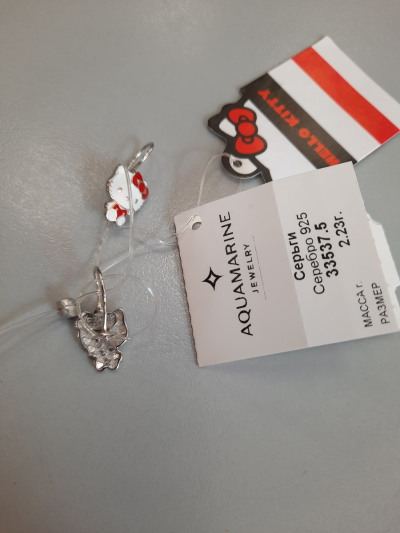 HELLO KITTY
AQUAMARINE
JEWELRY
Серьги
Серебро 925
33537.5
2.23г.
МАССА г.
РАЗМЕР